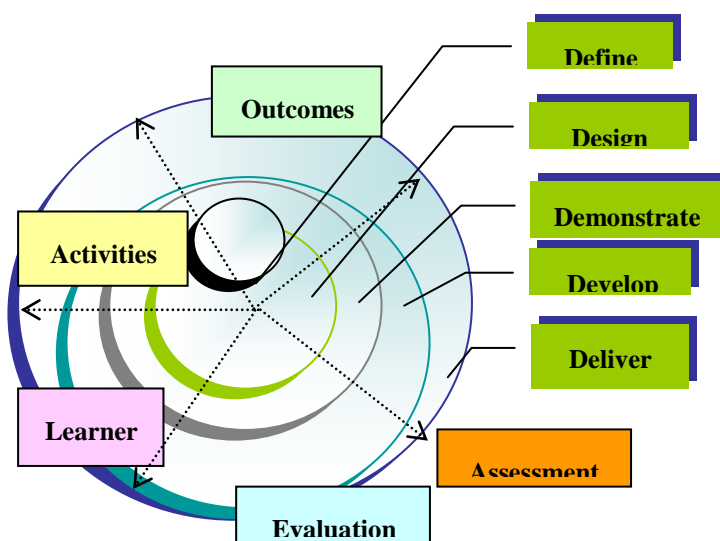 Define
Outcomes
Design
Demonstrate
Activities
Develop
Deliver
Learner
Assessment
Evaluation